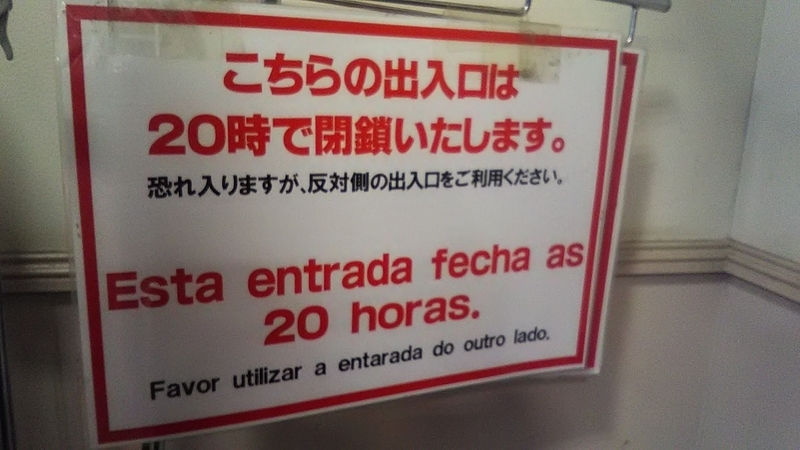 こちらの出入口は
20時で閉鎖いたします。
恐れ入りますが、反対側の出入口をご利用ください。
Esta entrada fecha as
20 horas.
Favor utilizar a entarada do outro lado.